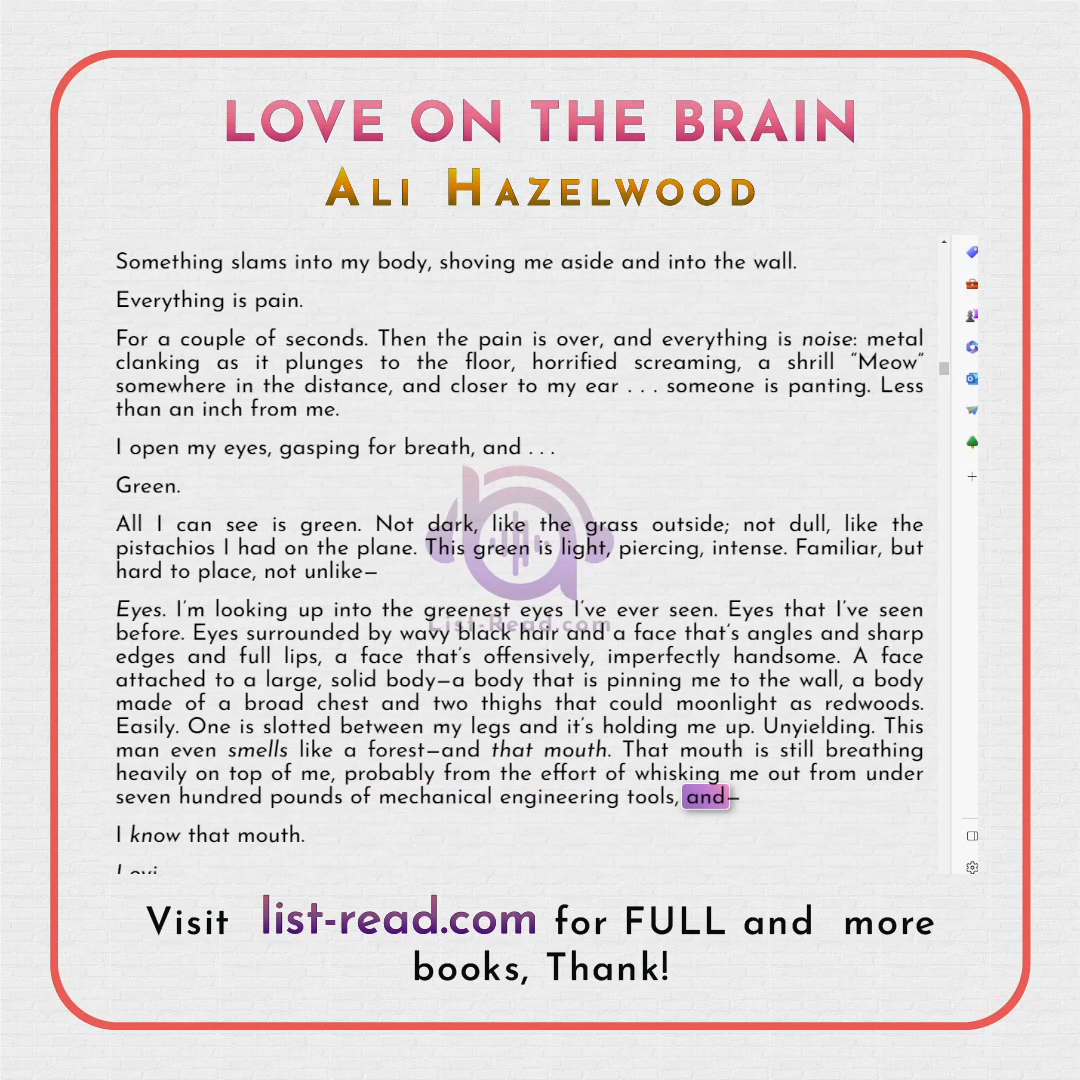 LOVE ON THE BRAIN
ALI HAZELWOOD
Something slams into my body, shoving me aside and into the wall.
Everything is pain.
For a couple of seconds. Then the pain is over, and everything is noise: metal
clanking as it plunges to the floor, horrified screaming, a shrill “Meow”
somewhere in the distance, and closer to my ear . . . someone is panting. Less
than an inch from me.
I open my eyes, gasping for breath, and . . .
Green.
All I can see is green. Not dark, like the grass outside; not dull, like the
pistachios I had on the plane. This green is light, piercing, intense. Familiar, but
hard to place, not unlike—
Eyes. I’m looking up into the greenest eyes I’ve ever seen. Eyes that I’ve seen
before. Eyes surrounded by wavy black hair and a face that’s angles and sharp
edges and full lips, a face that’s offensively, imperfectly handsome. A face
attached to a large, solid body—a body that is pinning me to the wall, a body
made of a broad chest and two thighs that could moonlight as redwoods.
Easily. One is slotted between my legs and it’s holding me up. Unyielding. This
man even smells like a forest—and that mouth. That mouth is still breathing
heavily on top of me, probably from the effort of whisking me out from under
seven hundred pounds of mechanical engineering tools, and—
I know that mouth.
Levi.
List-Read.com
Visit list-read.com for FULL and more
books, Thank!